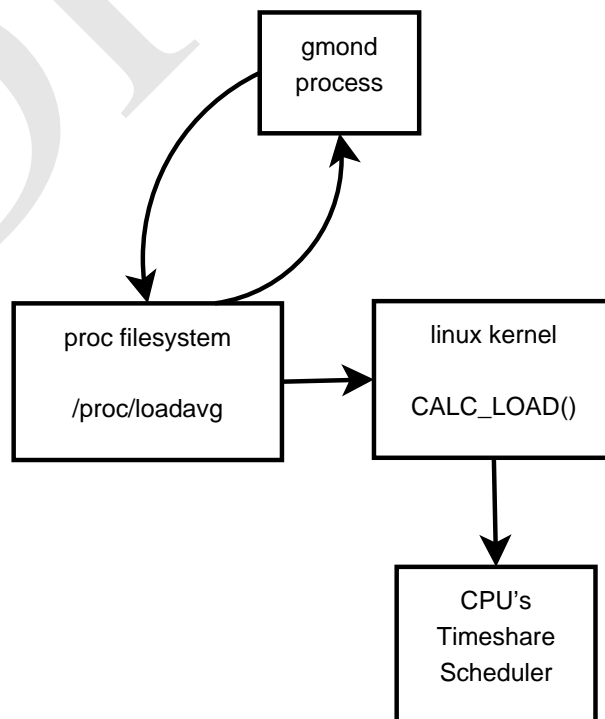 gmond
process
proc filesystem
/proc/loadavg
linux kernel
CALC_LOAD()
CPU's
Timeshare
Scheduler